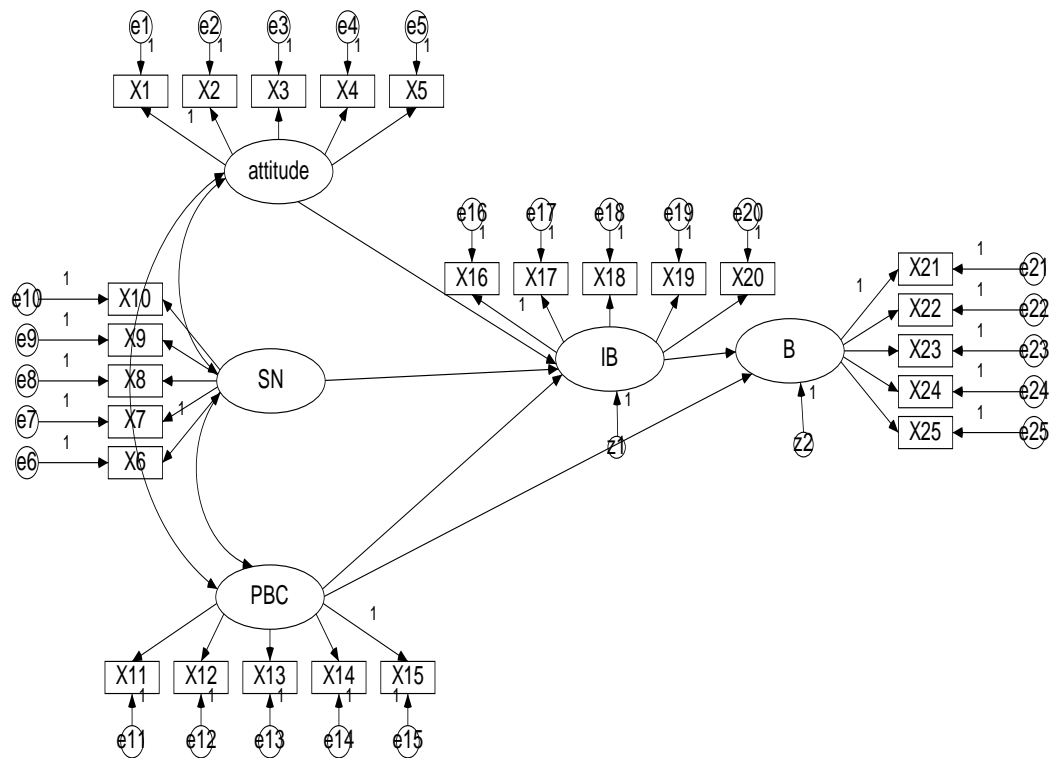 e1 e2 e3 e4 e5
1 1 1 1 1
X1 X2 X3 X4 X5
1
attitude
e16 e17 e18 e19 e20
1 1 1 1 1
X16 X17 X18 X19 X20
1
e10 1 X10
e9 1 X9
e8 1 X8
e7 1 X7 1
e6 1 X6
SN
IB
B
1
z1
1
z2
1 X21 1 e21
X22 1 e22
X23 1 e23
X24 1 e24
X25 1 e25
PBC
1
X11 X12 X13 X14 X15
1 1 1 1 1
e11 e12 e13 e14 e15